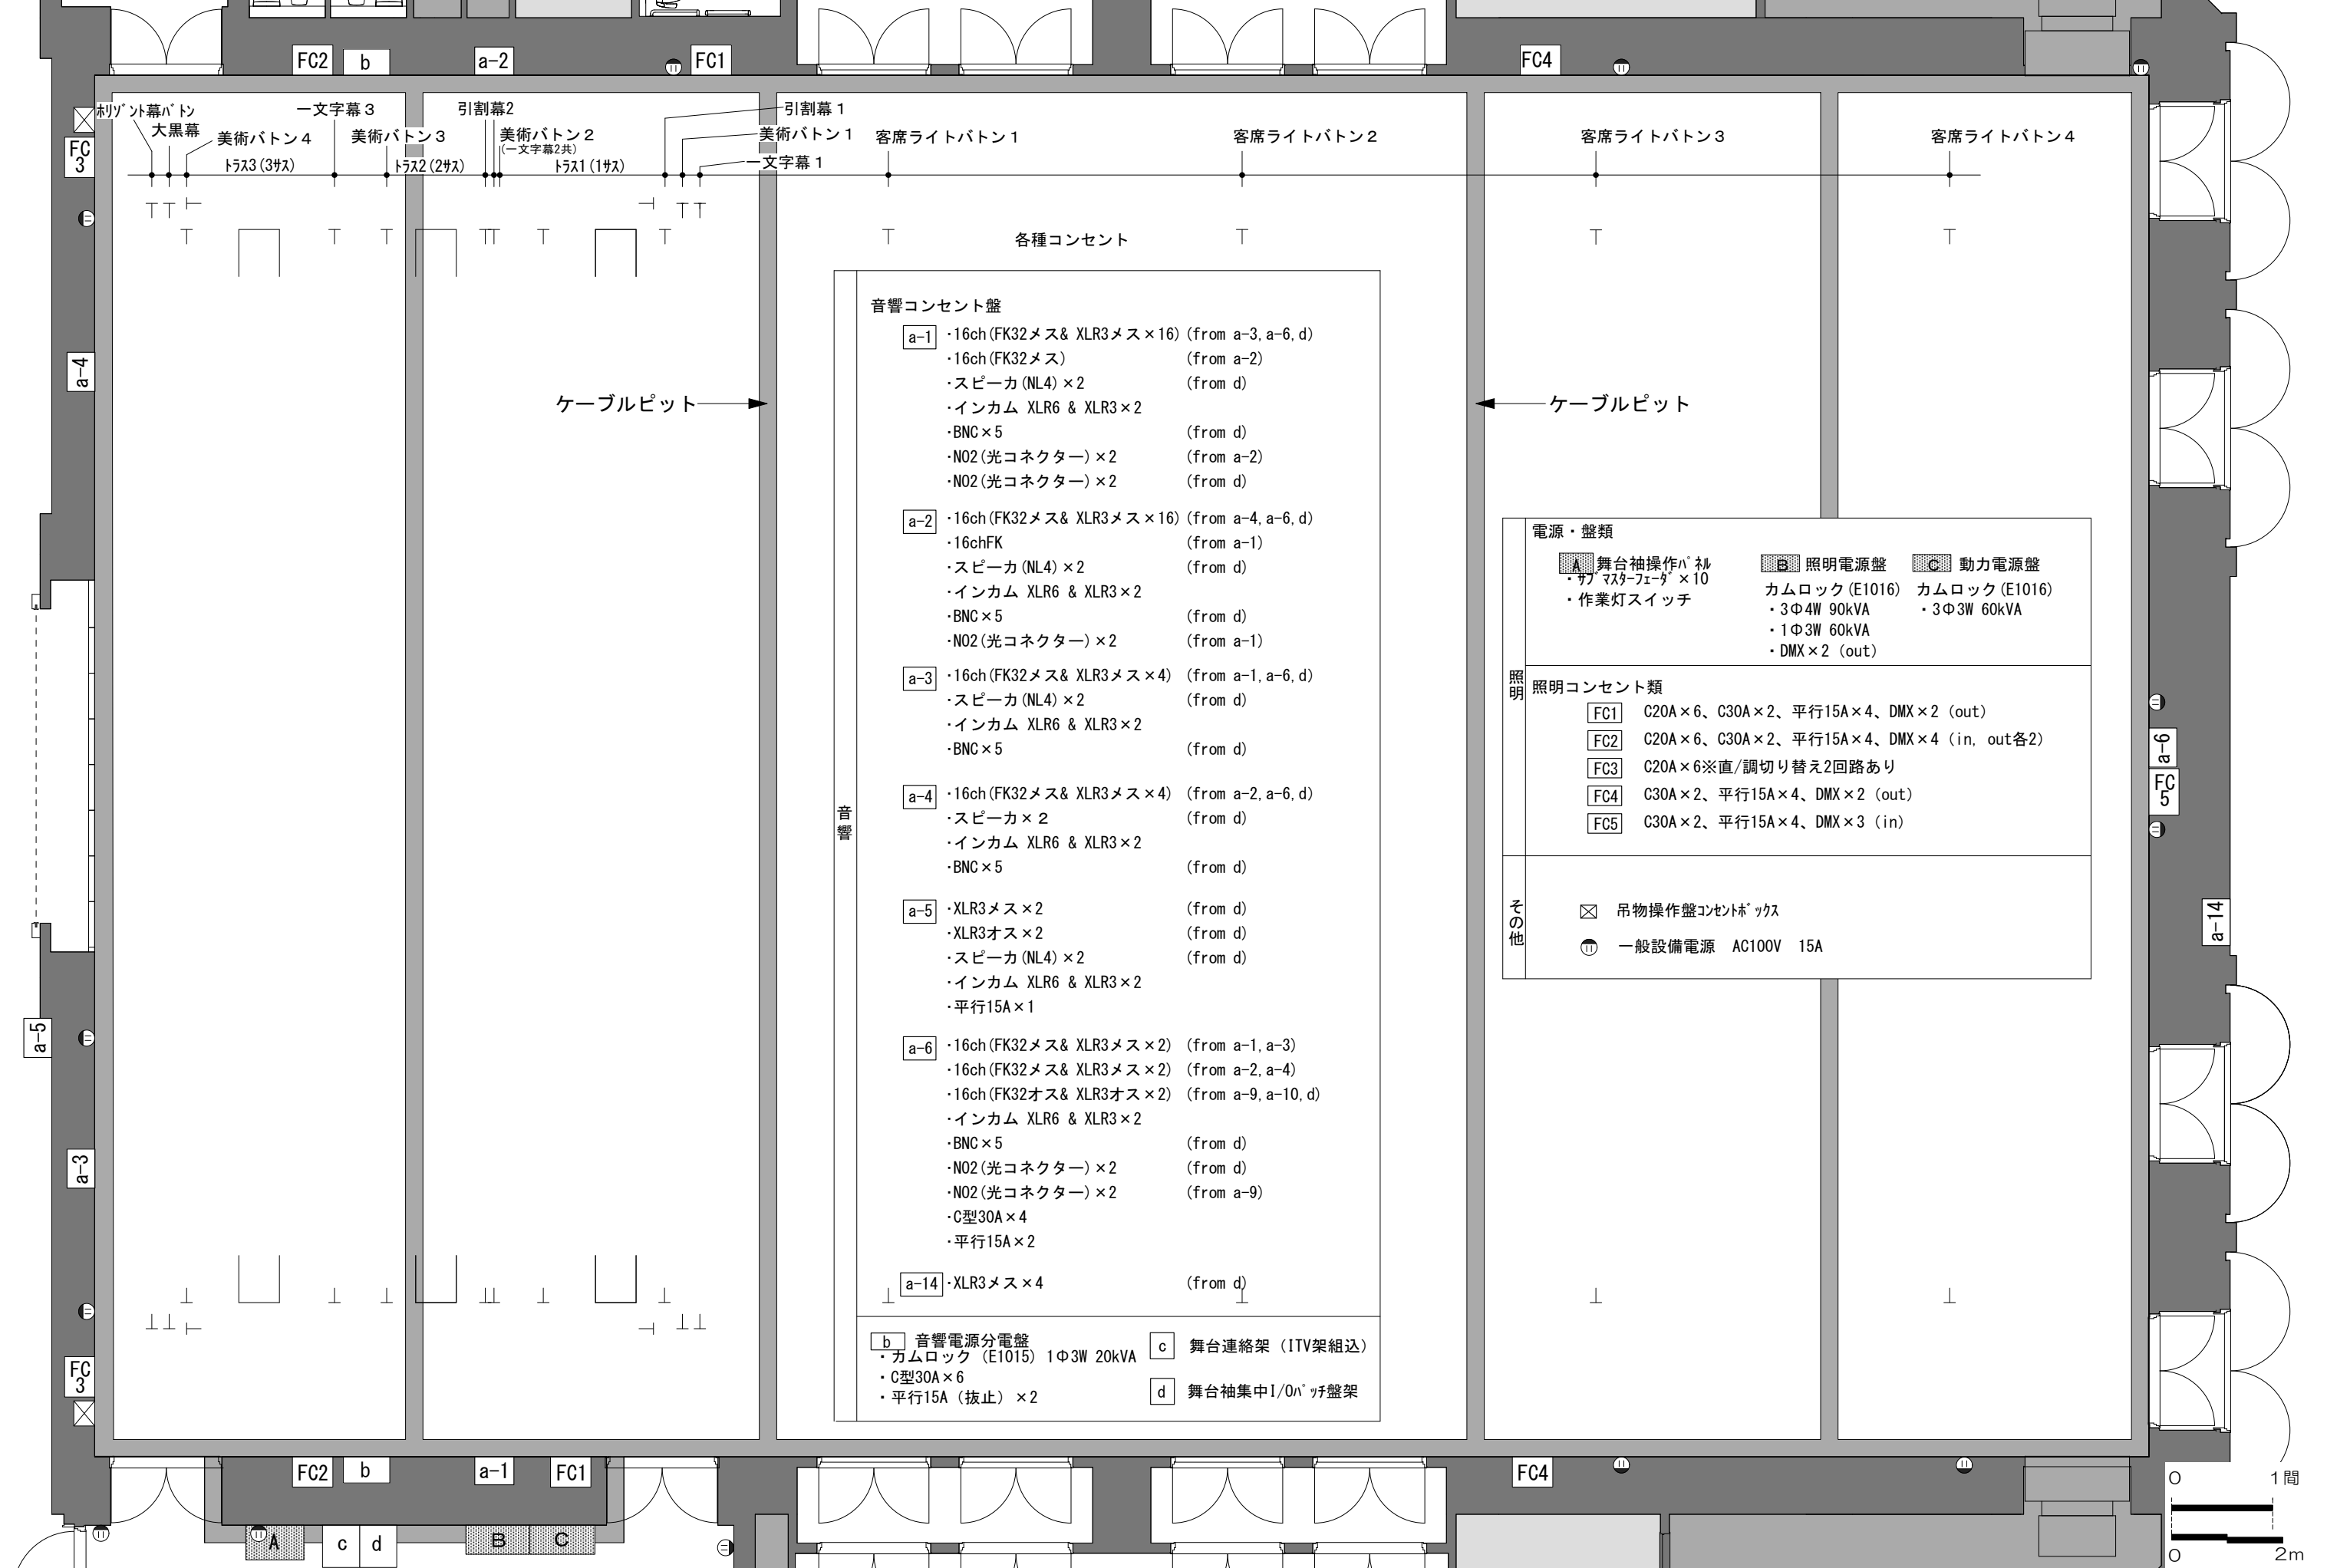 FC2
b
a-2
FC1
FC4
ﾎﾘｿﾞﾝﾄ幕ﾊﾞﾄﾝ
大黒幕
美術バトン４
一文字幕３
美術バトン３
引割幕2
美術バトン２
(一文字幕2共)
引割幕１
美術バトン１
一文字幕１
客席ライトバトン１
客席ライトバトン２
客席ライトバトン３
客席ライトバトン４
ﾄﾗｽ3(3ｻｽ)
ﾄﾗｽ2(2ｻｽ)
ﾄﾗｽ1(1ｻｽ)
FC
3
a-4
a-5
a-3
FC
3
ケーブルピット
ケーブルピット
各種コンセント
音響
音響コンセント盤
a-1 ･16ch(FK32メス& XLR3メス×16) (from a-3,a-6,d)
･16ch(FK32メス) (from a-2)
･スピーカ(NL4)×2 (from d)
･インカム XLR6 & XLR3×2
･BNC×5 (from d)
･NO2(光コネクター)×2 (from a-2)
･NO2(光コネクター)×2 (from d)
a-2 ･16ch(FK32メス& XLR3メス×16) (from a-4,a-6,d)
･16chFK (from a-1)
･スピーカ(NL4)×2 (from d)
･インカム XLR6 & XLR3×2
･BNC×5 (from d)
･NO2(光コネクター)×2 (from a-1)
a-3 ･16ch(FK32メス& XLR3メス×4) (from a-1,a-6,d)
･スピーカ(NL4)×2 (from d)
･インカム XLR6 & XLR3×2
･BNC×5 (from d)
a-4 ･16ch(FK32メス& XLR3メス×4) (from a-2,a-6,d)
･スピーカ×２ (from d)
･インカム XLR6 & XLR3×2
･BNC×5 (from d)
a-5 ･XLR3メス×2 (from d)
･XLR3オス×2 (from d)
･スピーカ(NL4)×2 (from d)
･インカム XLR6 & XLR3×2
･平行15A×1
a-6 ･16ch(FK32メス& XLR3メス×2) (from a-1,a-3)
･16ch(FK32メス& XLR3メス×2) (from a-2,a-4)
･16ch(FK32オス& XLR3オス×2) (from a-9,a-10,d)
･インカム XLR6 & XLR3×2
･BNC×5 (from d)
･NO2(光コネクター)×2 (from d)
･NO2(光コネクター)×2 (from a-9)
･C型30A×4
･平行15A×2
a-14 ･XLR3メス×4 (from d)
b 音響電源分電盤
・カムロック（E1015）1Φ3W 20kVA
・C型30A×6
・平行15A（抜止）×2
c 舞台連絡架（ITV架組込）
d 舞台袖集中I/Oﾊﾟｯﾁ盤架
照明
電源・盤類
A 舞台袖操作ﾊﾟﾈﾙ
・ｻﾌﾞﾏｽﾀｰﾌｪｰﾀﾞ×10
・作業灯スイッチ
B 照明電源盤
カムロック(E1016)
・3Φ4W 90kVA
・1Φ3W 60kVA
・DMX×2（out）
C 動力電源盤
カムロック(E1016)
・3Φ3W 60kVA
照明コンセント類
FC1 C20A×6、C30A×2、平行15A×4、DMX×2（out）
FC2 C20A×6、C30A×2、平行15A×4、DMX×4（in, out各2）
FC3 C20A×6※直/調切り替え2回路あり
FC4 C30A×2、平行15A×4、DMX×2（out）
FC5 C30A×2、平行15A×4、DMX×3（in）
その他
吊物操作盤ｺﾝｾﾝﾄﾎﾞｯｸｽ
一般設備電源　AC100V　15A
a-6
FC
5
a-14
FC2
b
a-1
FC1
FC4
A
c
d
B
C
0 1間
0 2m